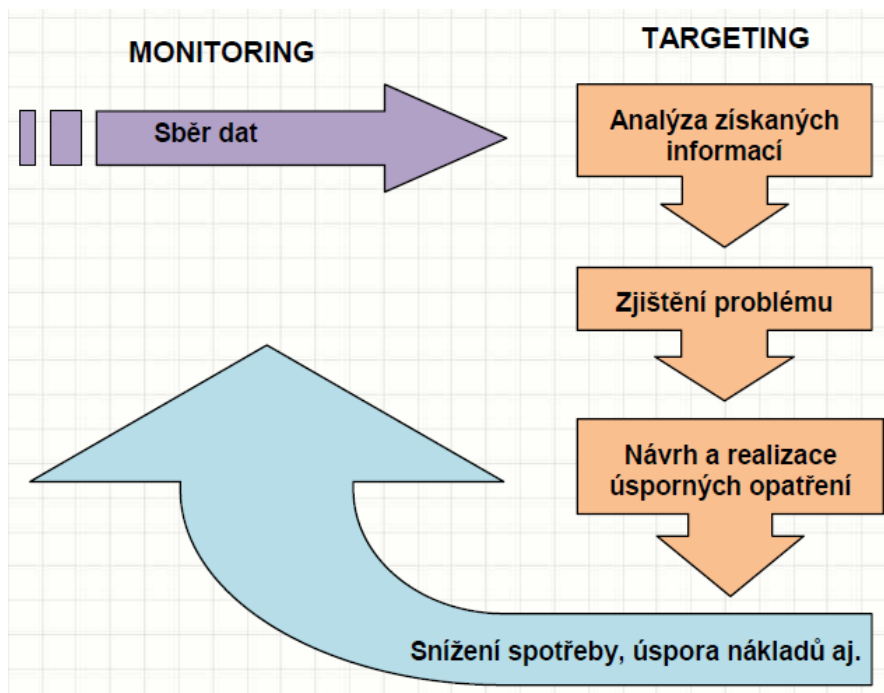 MONITORING
TARGETING
Sběr dat
Analýza získaných
informací
Zjištění problému
Návrh a realizace
úsporných opatření
Snížení spotřeby, úspora nákladů aj.